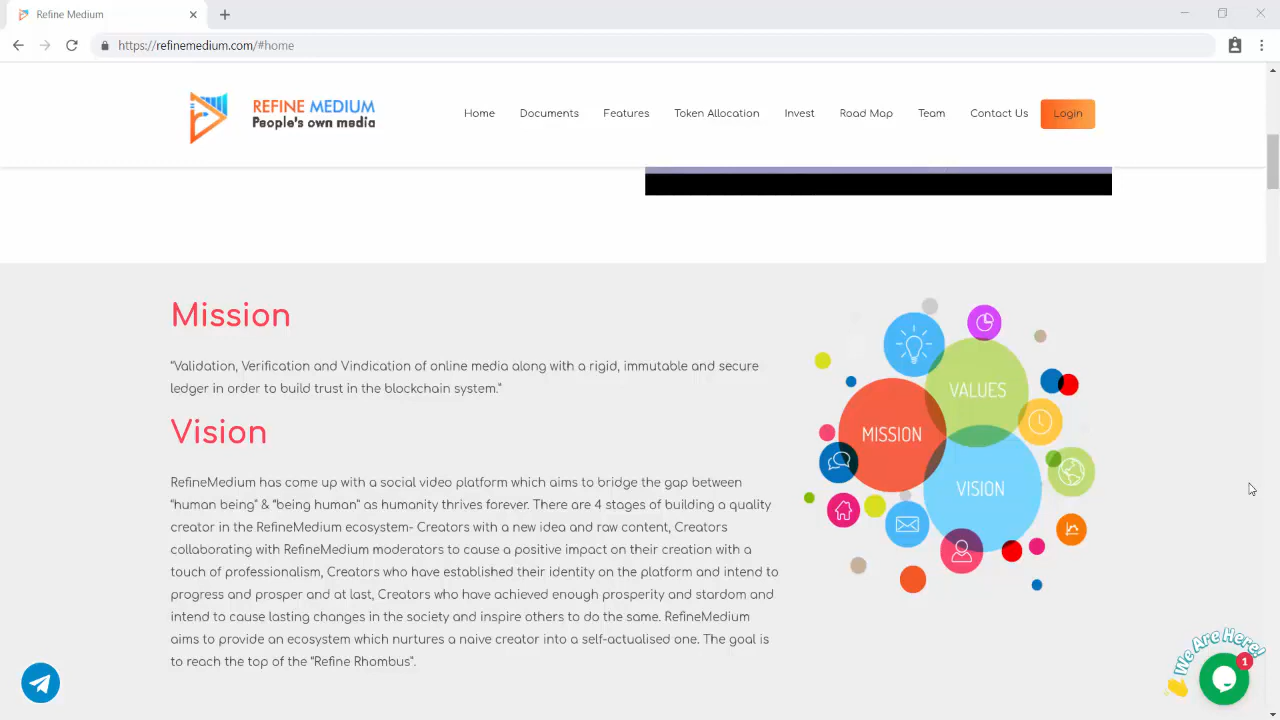 Refine Medium
https://refinemedium.com/#home
REFINE MEDIUM
People's own media
Home Documents Features Token Allocation Invest Road Map Team Contact Us Login
Mission
"Validation, Verification and Vindication of online media along with a rigid, immutable and secure
ledger in order to build trust in the blockchain system."
Vision
RefineMedium has come up with a social video platform which aims to bridge the gap between
"human being" & "being human" as humanity thrives forever. There are 4 stages of building a quality
creator in the RefineMedium ecosystem- Creators with a new idea and raw content, Creators
collaborating with RefineMedium moderators to cause a positive impact on their creation with a
touch of professionalism, Creators who have established their identity on the platform and intend to
progress and prosper and at last, Creators who have achieved enough prosperity and stardom and
intend to cause lasting changes in the society and inspire others to do the same. RefineMedium
aims to provide an ecosystem which nurtures a naive creator into a self-actualised one. The goal is
to reach the top of the "Refine Rhombus".
VALUES
MISSION
VISION
We Are Here!
1